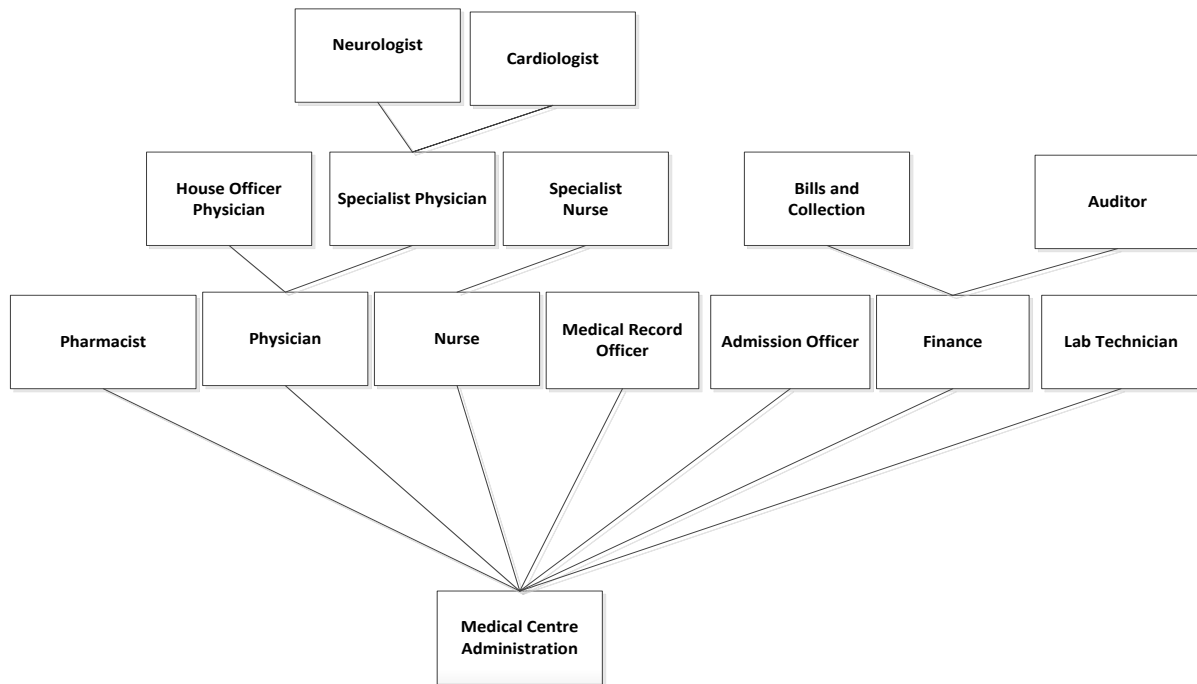 Neurologist
Cardiologist
House Officer
Physician
Specialist Physician
Specialist
Nurse
Bills and
Collection
Auditor
Pharmacist
Physician
Nurse
Medical Record
Officer
Admission Officer
Finance
Lab Technician
Medical Centre
Administration